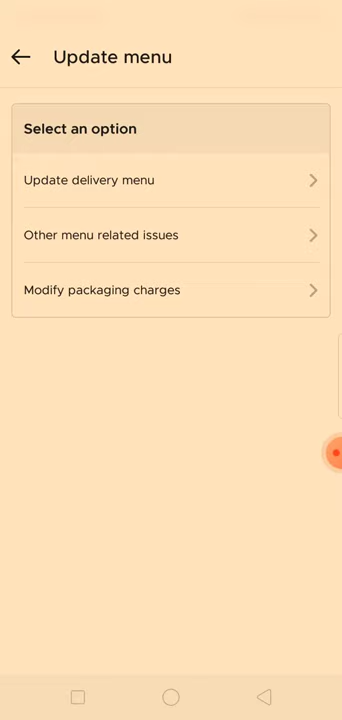 Update menu
Select an option
Update delivery menu
Other menu related issues
Modify packaging charges